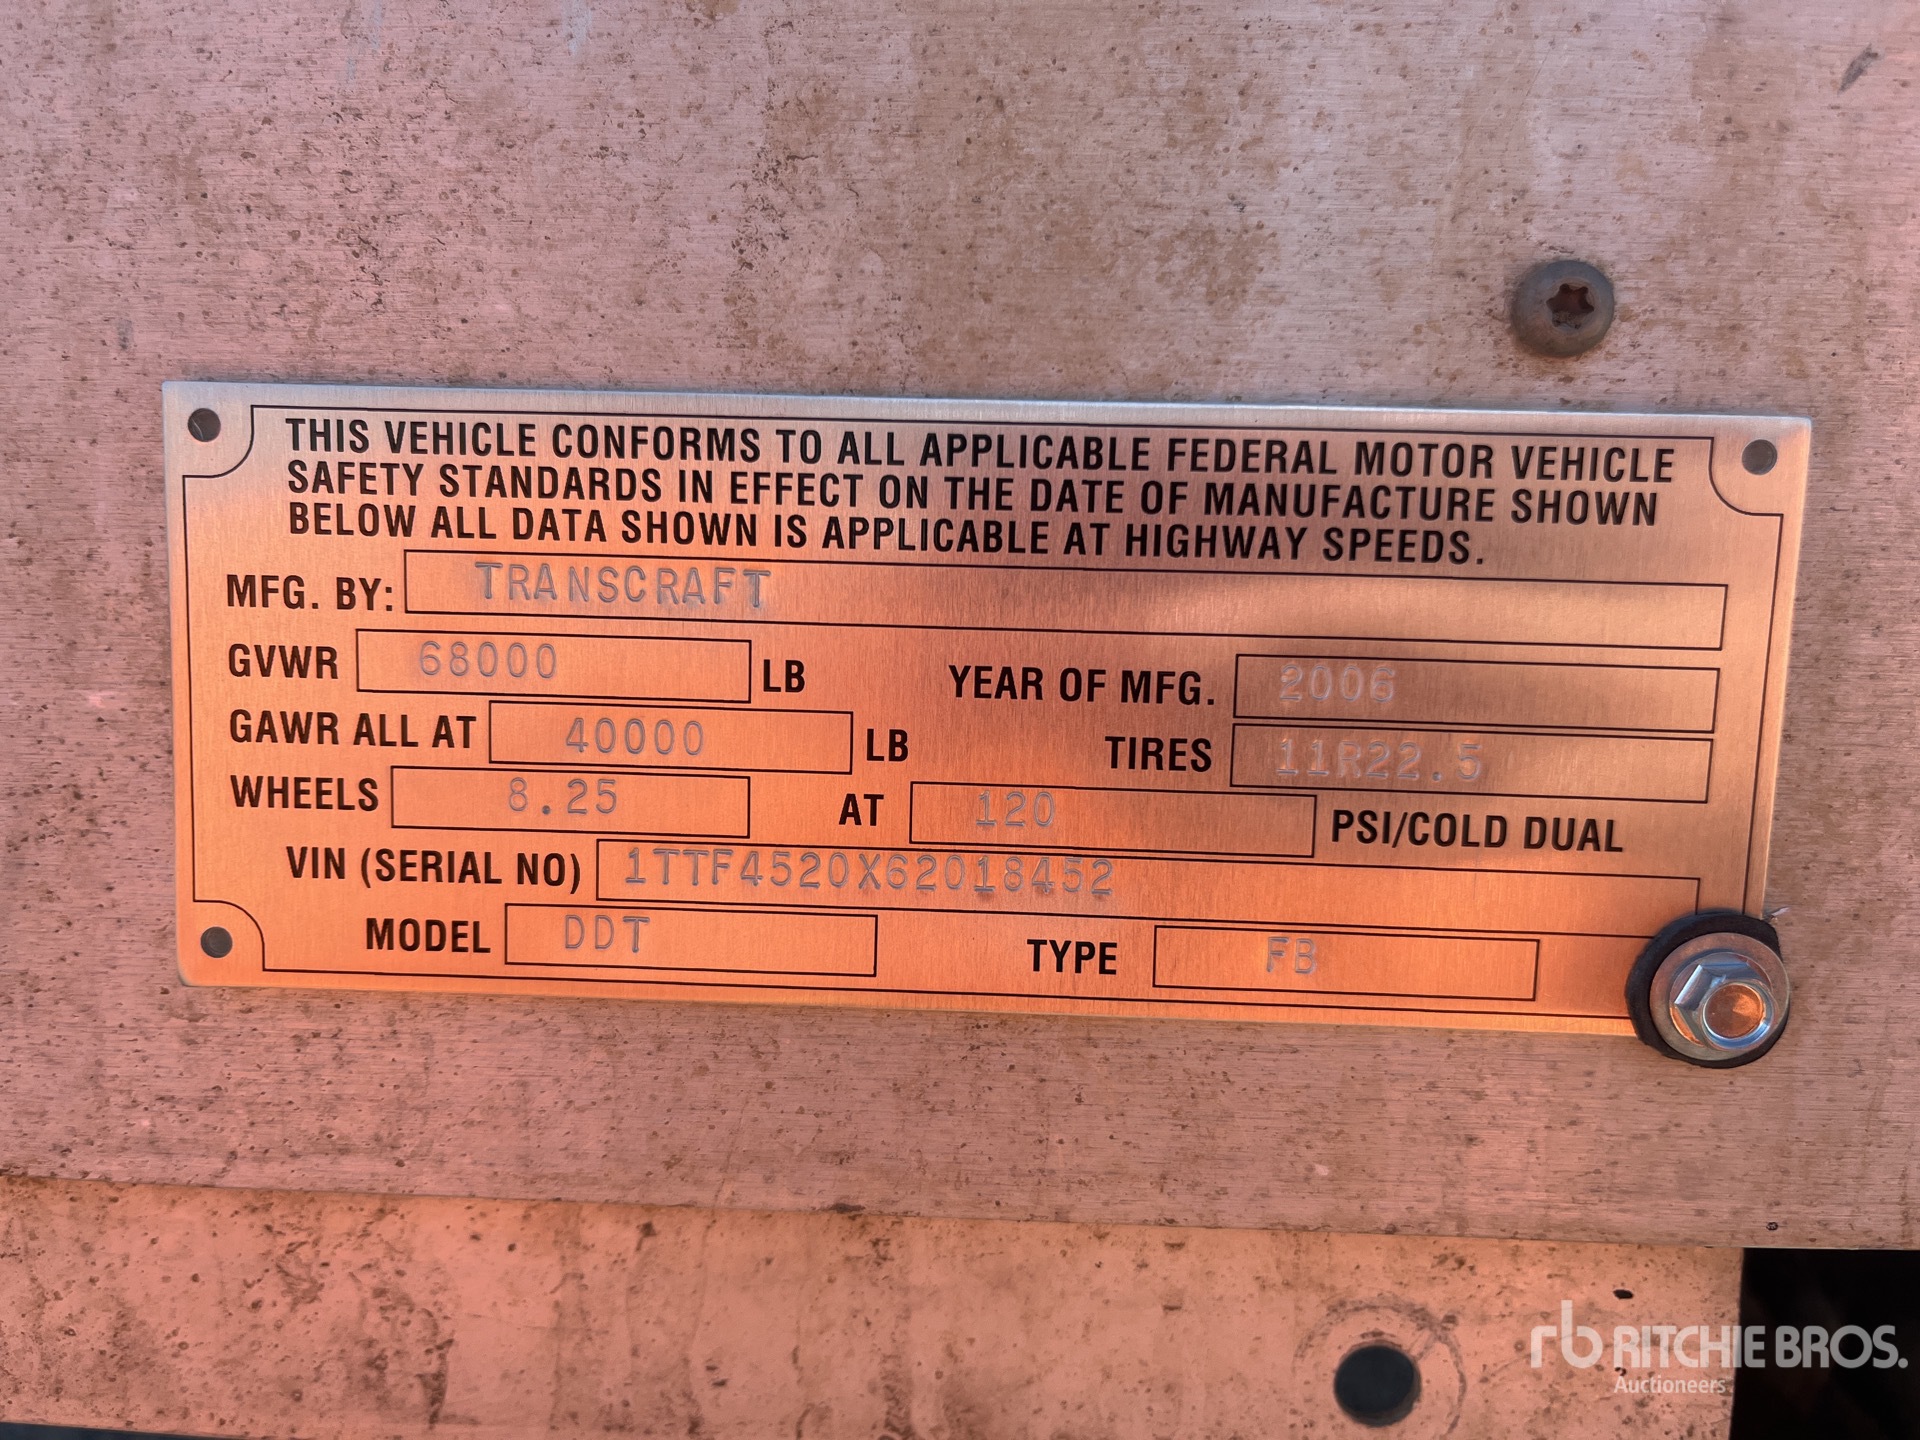 THIS VEHICLE CONFORMS TO ALL APPLICABLE FEDERAL MOTOR VEHICLE
SAFETY STANDARDS IN EFFECT ON THE DATE OF MANUFACTURE SHOWN
BELOW ALL DATA SHOWN IS APPLICABLE AT HIGHWAY SPEEDS.
MFG. BY: TRANSCRAFT
GVWR 68000 LB YEAR OF MFG. 2006
GAWR ALL AT 40000 LB TIRES 11R22.5
WHEELS 8.25 AT 120 PSI/COLD DUAL
VIN (SERIAL NO) 1TTF4520X62018452
MODEL DDT TYPE FB
rb RITCHIE BROS.
Auctioneers